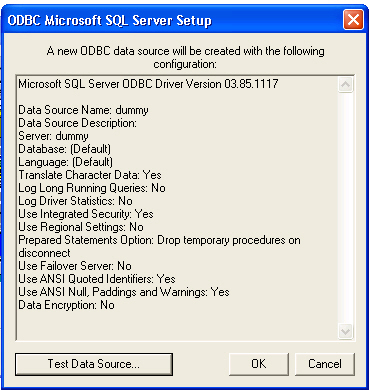 ODBC Microsoft SQL Server Setup
A new ODBC data source will be created with the following
configuration:
Microsoft SQL Server ODBC Driver Version 03.85.1117
Data Source Name: dummy
Data Source Description:
Server: dummy
Database: (Default)
Language: (Default)
Translate Character Data: Yes
Log Long Running Queries: No
Log Driver Statistics: No
Use Integrated Security: Yes
Use Regional Settings: No
Prepared Statements Option: Drop temporary procedures on
disconnect
Use Failover Server: No
Use ANSI Quoted Identifiers: Yes
Use ANSI Null, Paddings and Warnings: Yes
Data Encryption: No
Test Data Source... OK Cancel